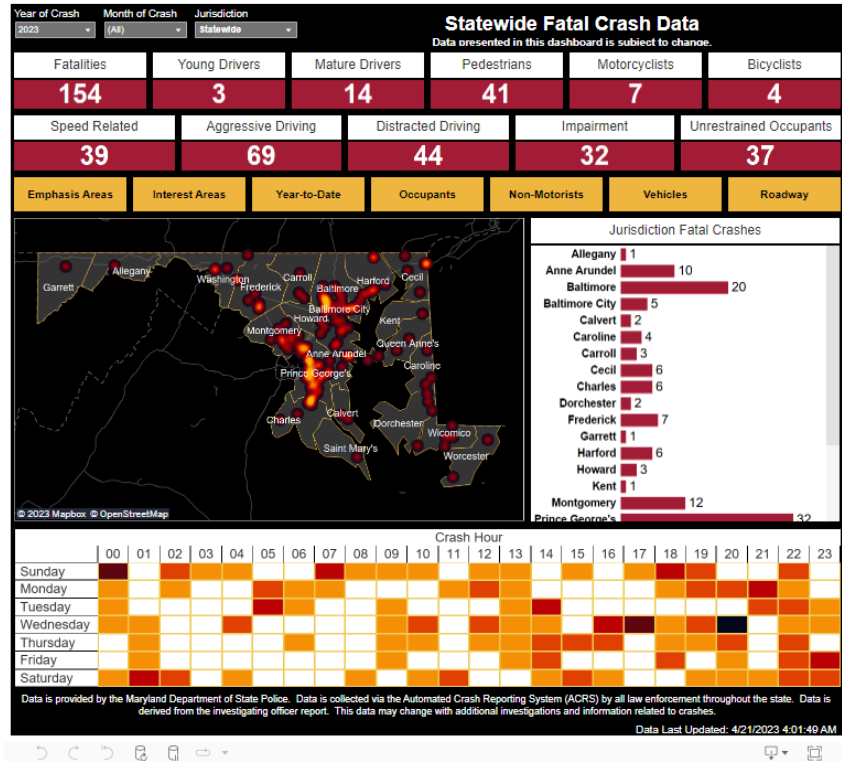 Year of Crash Month of Crash Jurisdiction
2023 (All) Statewide
Statewide Fatal Crash Data
Data presented in this dashboard is subject to change.
Fatalities Young Drivers Mature Drivers Pedestrians Motorcyclists Bicyclists
154 3 14 41 7 4
Speed Related Aggressive Driving Distracted Driving Impairment Unrestrained Occupants
39 69 44 32 37
Emphasis Areas Interest Areas Year-to-Date Occupants Non-Motorists Vehicles Roadway
Garrett
Allegany
Washington
Frederick
Carroll
Baltimore
Harford
Cecil
Baltimore City
Howard
Kent
Montgomery
Anne Arundel
Queen Anne's
Caroline
Prince George's
Charles
Calvert
Dorchester
Wicomico
Saint Mary's
Worcester
© 2023 Mapbox © OpenStreetMap
Jurisdiction Fatal Crashes
Allegany 1
Anne Arundel 10
Baltimore 20
Baltimore City 5
Calvert 2
Caroline 4
Carroll 3
Cecil 6
Charles 6
Dorchester 2
Frederick 7
Garrett 1
Harford 6
Howard 3
Kent 1
Montgomery 12
Prince George's 32
Crash Hour
00 01 02 03 04 05 06 07 08 09 10 11 12 13 14 15 16 17 18 19 20 21 22 23
Sunday
Monday
Tuesday
Wednesday
Thursday
Friday
Saturday
Data is provided by the Maryland Department of State Police. Data is collected via the Automated Crash Reporting System (ACRS) by all law enforcement throughout the state. Data is
derived from the investigating officer report. This data may change with additional investigations and information related to crashes.
Data Last Updated: 4/21/2023 4:01:49 AM